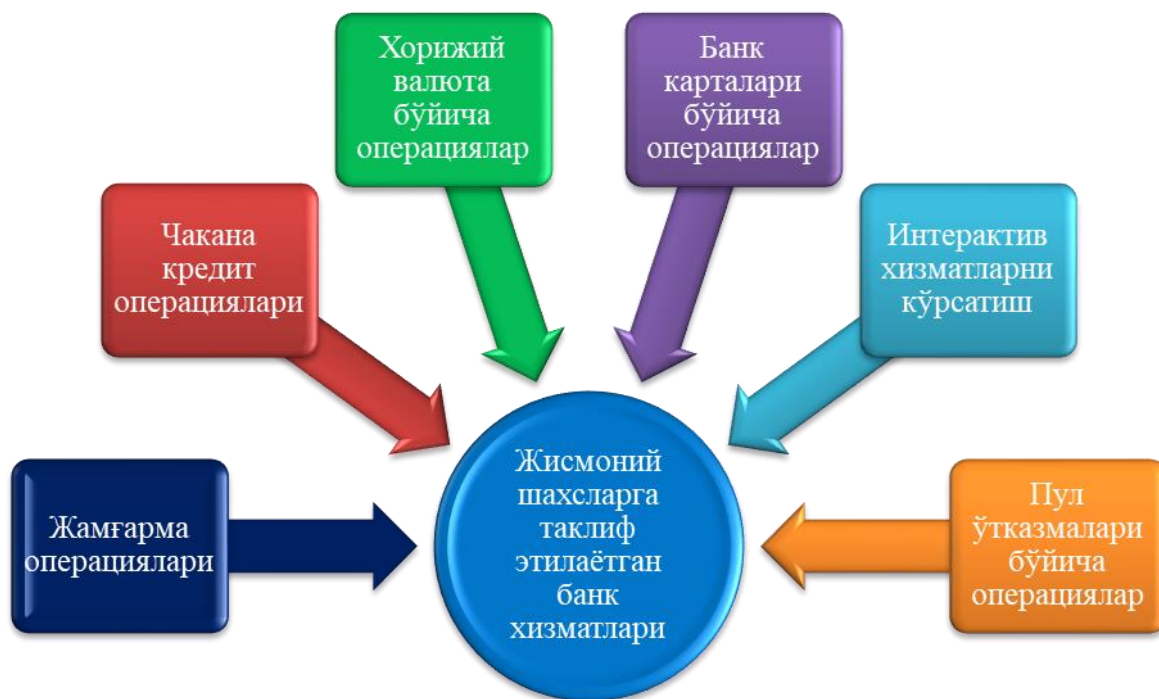 Хорижий
валюта
бўйича
операциялар
Банк
карталари
бўйича
операциялар
Чакана
кредит
операциялари
Интерактив
хизматларни
кўрсатиш
Жамғарма
операциялари
Жисмоний
шахсларга
таклиф
этилаётган
банк
хизматлари
Пул
ўтказмалари
бўйича
операциялар